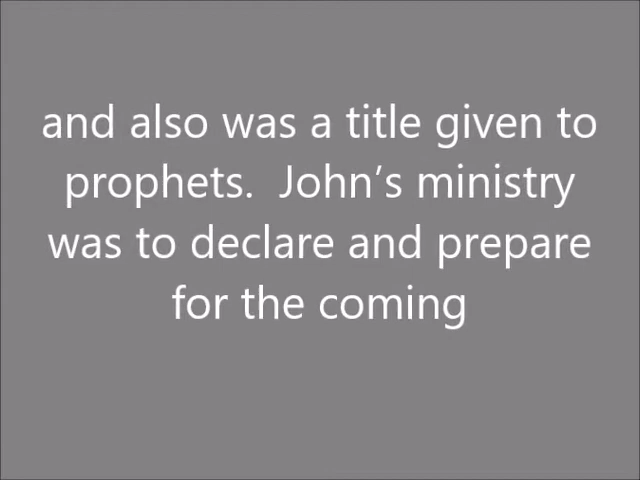 and also was a title given to
prophets.  John’s ministry
was to declare and prepare
for the coming